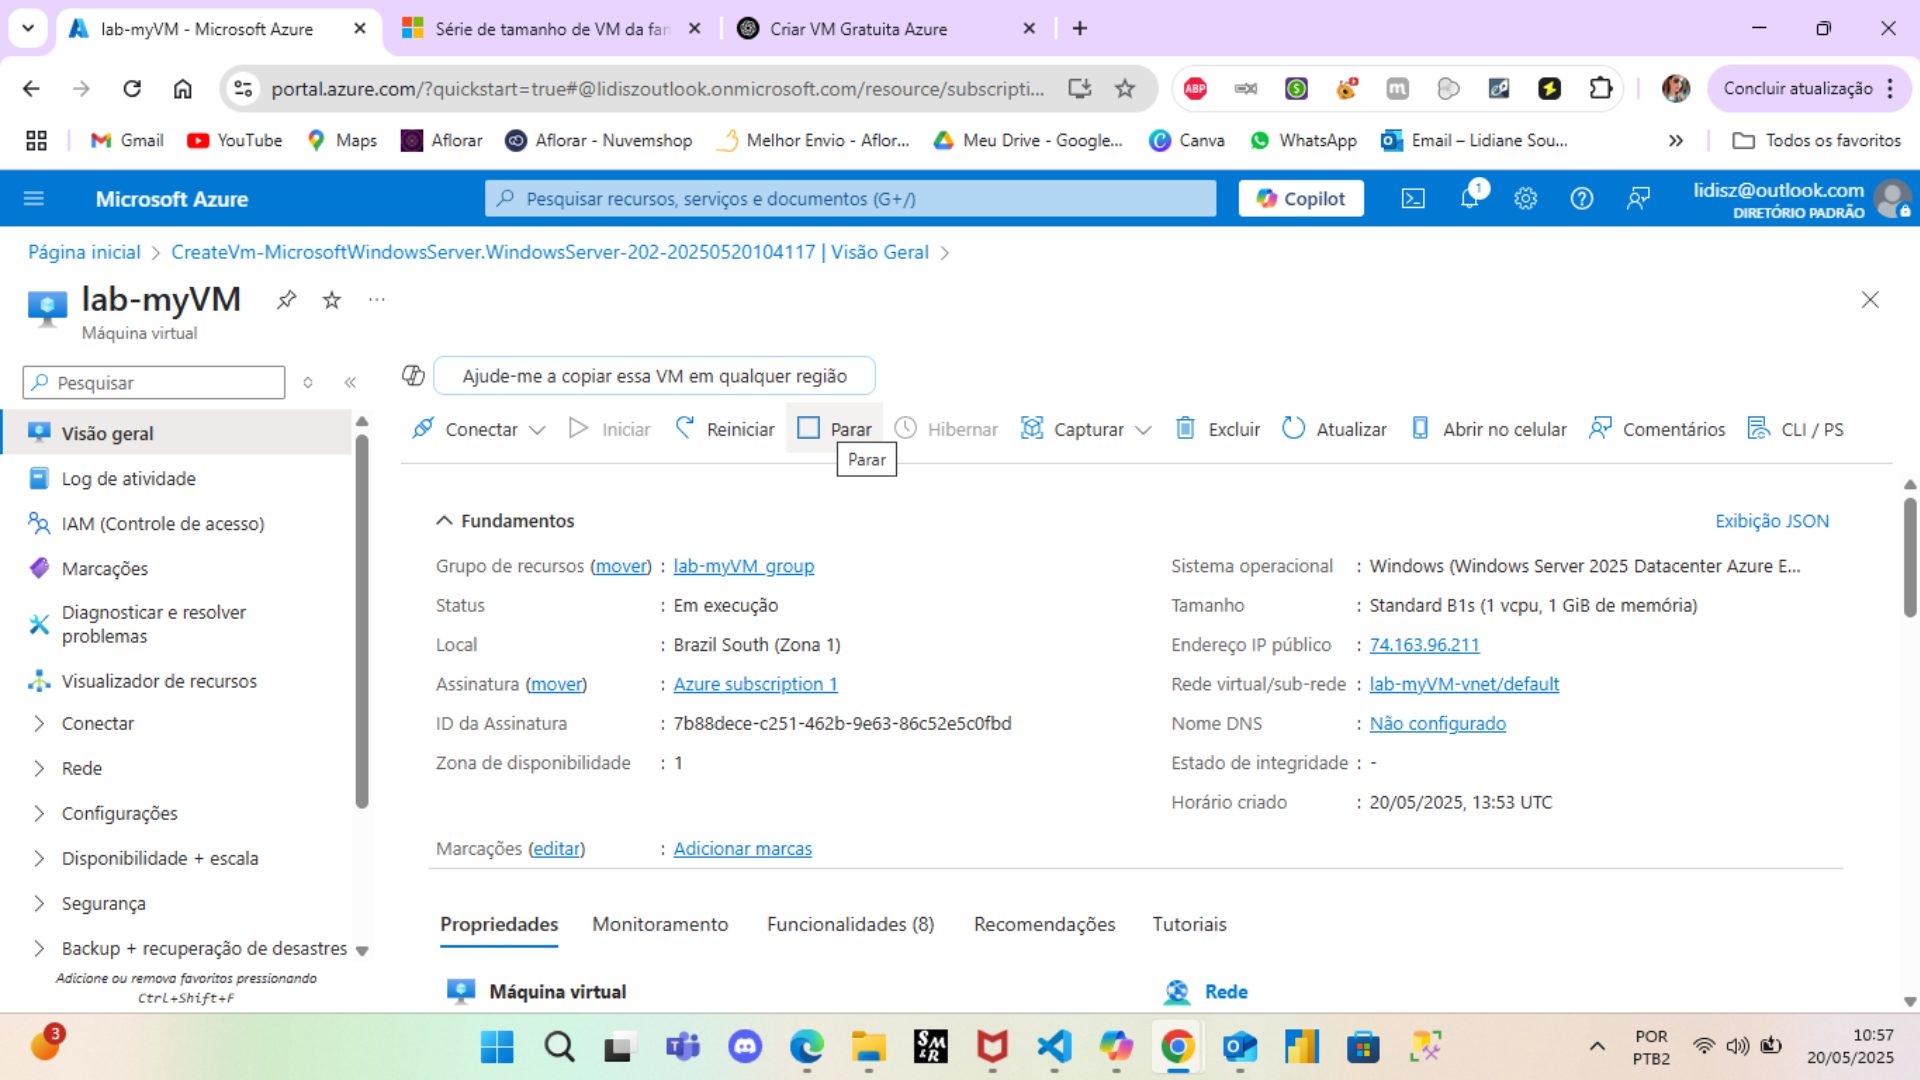 lab-myVM - Microsoft Azure
Série de tamanho de VM da fam
Criar VM Gratuita Azure
portal.azure.com/?quickstart=true#@lidiszoutlook.onmicrosoft.com/resource/subscripti...
ABP
Concluir atualização
Gmail
YouTube
Maps
Aflorar
Aflorar - Nuvemshop
Melhor Envio - Aflor...
Meu Drive - Google...
Canva
WhatsApp
Email – Lidiane Sou...
Todos os favoritos
Microsoft Azure
Pesquisar recursos, serviços e documentos (G+/)
Copilot
1
lidisz@outlook.com
DIRETÓRIO PADRÃO
Página inicial > CreateVm-MicrosoftWindowsServer.WindowsServer-202-20250520104117 | Visão Geral >
lab-myVM
Máquina virtual
Pesquisar
Ajude-me a copiar essa VM em qualquer região
Conectar
Iniciar
Reiniciar
Parar
Hibernar
Capturar
Excluir
Atualizar
Abrir no celular
Comentários
CLI / PS
Parar
Visão geral
Log de atividade
IAM (Controle de acesso)
Marcações
Diagnosticar e resolver
problemas
Visualizador de recursos
Conectar
Rede
Configurações
Disponibilidade + escala
Segurança
Backup + recuperação de desastres
Adicione ou remova favoritos pressionando
Ctrl+Shift+F
Fundamentos
Exibição JSON
Grupo de recursos (mover) : lab-myVM_group
Status : Em execução
Local : Brazil South (Zona 1)
Assinatura (mover) : Azure subscription 1
ID da Assinatura : 7b88dece-c251-462b-9e63-86c52e5c0fbd
Zona de disponibilidade : 1
Sistema operacional : Windows (Windows Server 2025 Datacenter Azure E...
Tamanho : Standard B1s (1 vcpu, 1 GiB de memória)
Endereço IP público : 74.163.96.211
Rede virtual/sub-rede : lab-myVM-vnet/default
Nome DNS : Não configurado
Estado de integridade : -
Horário criado : 20/05/2025, 13:53 UTC
Marcações (editar) : Adicionar marcas
Propriedades
Monitoramento
Funcionalidades (8)
Recomendações
Tutoriais
Máquina virtual
Rede
3
POR
PTB2
10:57
20/05/2025